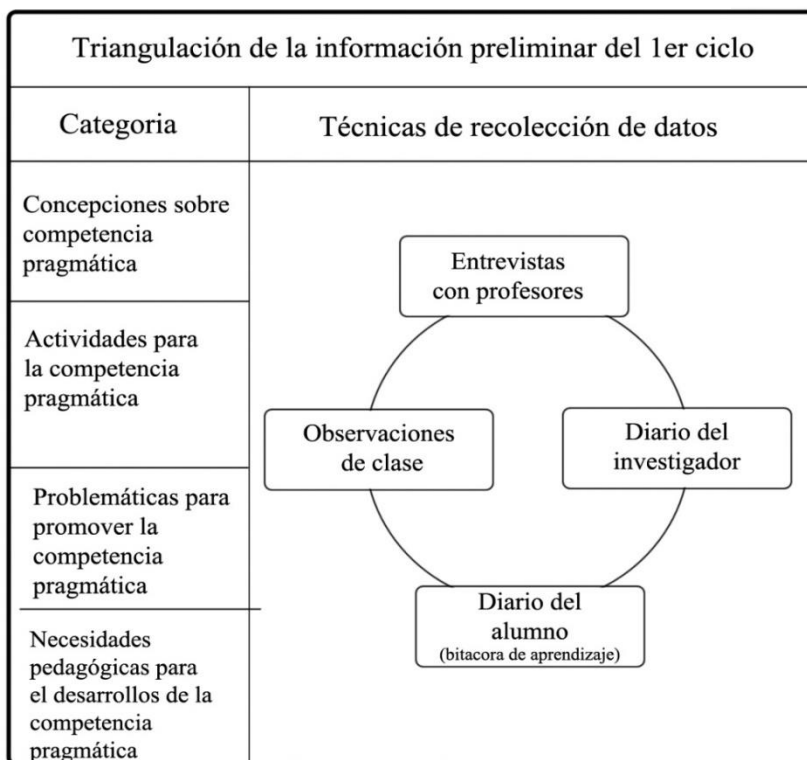 Triangulación de la información preliminar del 1er ciclo
Categoria
Técnicas de recolección de datos
Concepciones sobre
competencia
pragmática
Actividades para
la competencia
pragmática
Problemáticas para
promover la
competencia
pragmática
Necesidades
pedagógicas para
el desarrollos de la
competencia
pragmática
Entrevistas
con profesores
Observaciones
de clase
Diario del
investigador
Diario del
alumno
(bitacora de aprendizaje)